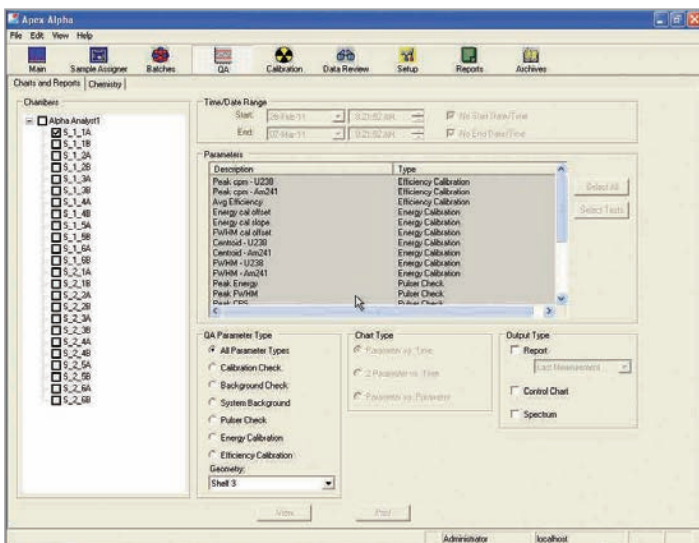 Apex Alpha
File Edit View Help
Main Sample Assigner Batches QA Calibration Data Review Setup Reports Archives
Charts and Reports Chemistry
Chambers
Alpha Analyst1
S_1_1A
S_1_1B
S_1_2A
S_1_2B
S_1_3A
S_1_3B
S_1_4A
S_1_4B
S_1_5A
S_1_5B
S_1_6A
S_1_6B
S_2_1A
S_2_1B
S_2_2A
S_2_2B
S_2_3A
S_2_3B
S_2_4A
S_2_4B
S_2_5A
S_2_5B
S_2_6A
S_2_6B
Time/Date Range
Start: No Start Date/Time
End: No End Date/Time
Parameters
Description Type
Peak cpm - U238 Efficiency Calibration
Peak cpm - Am241 Efficiency Calibration
Avg Efficiency Efficiency Calibration
Energy cal offset Energy Calibration
Energy cal slope Energy Calibration
FWHM cal offset Energy Calibration
Centroid - U238 Energy Calibration
Centroid - Am241 Energy Calibration
FWHM - U238 Energy Calibration
FWHM - Am241 Energy Calibration
Peak Energy Pulser Check
Peak FWHM Pulser Check
Peak CPS Pulser Check
Select All
Select Tests
QA Parameter Type
All Parameter Types
Calibration Check
Background Check
System Background
Pulser Check
Energy Calibration
Efficiency Calibration
Geometry:
Shelf 3
Chart Type
Parameter vs. Time
2 Parameter vs. Time
Parameter vs. Parameter
Output Type
Report
Last Measurement
Control Chart
Spectrum
View Print
Administrator localhost